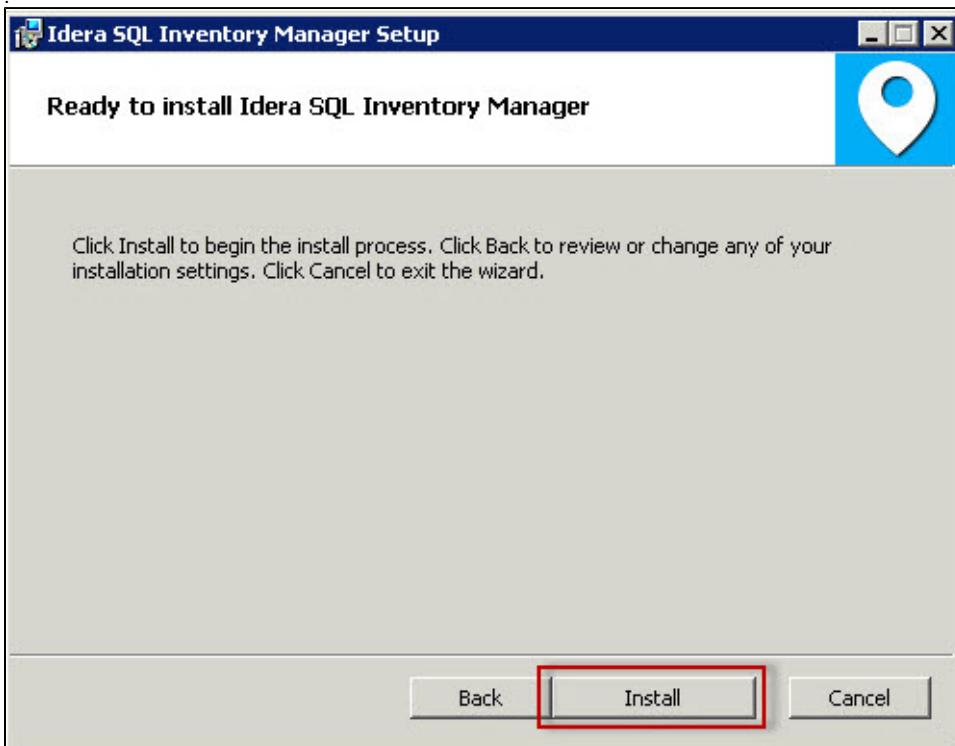 Idera SQL Inventory Manager Setup
Ready to install Idera SQL Inventory Manager
Click Install to begin the install process. Click Back to review or change any of your
installation settings. Click Cancel to exit the wizard.
Back Install Cancel